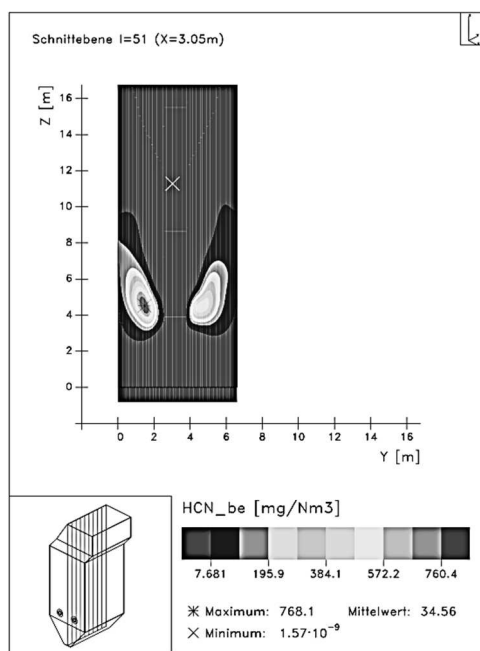 Schnittebene I=51 (X=3.05m)
Z [m]
16
14
12
10
8
6
4
2
0
0 2 4 6 8 10 12 14 16
Y [m]
HCN_be [mg/Nm3]
7.681 195.9 384.1 572.2 760.4
Maximum: 768.1 Mittelwert: 34.56
Minimum: 1.57·10⁻⁹